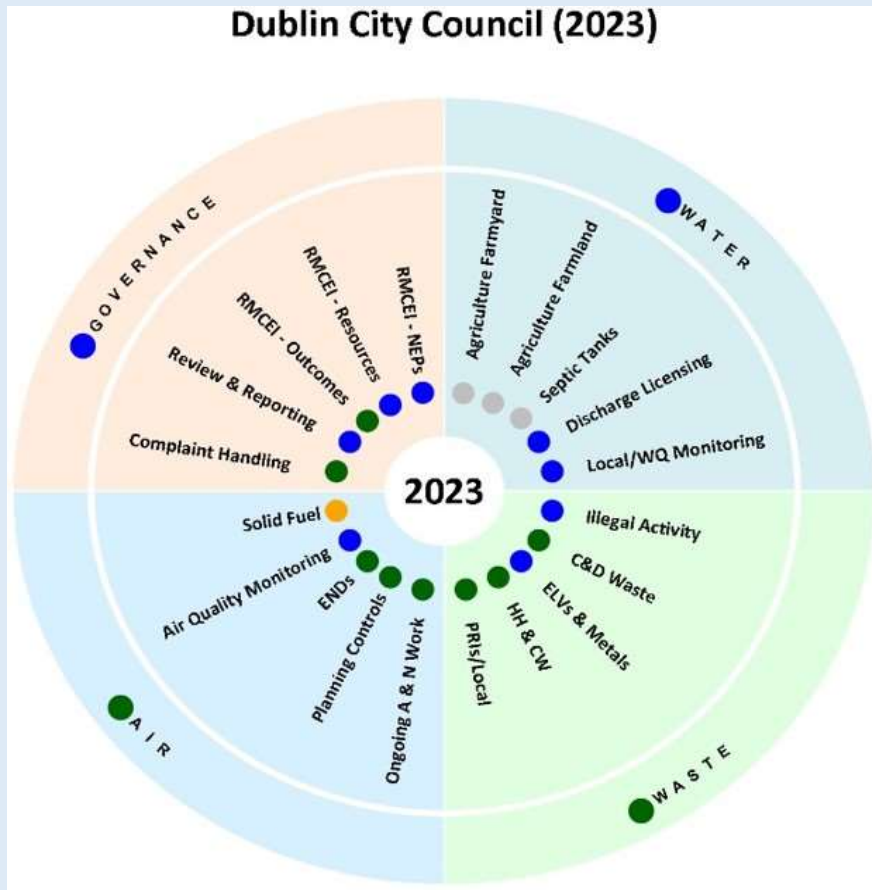 Dublin City Council (2023)
GOVERNANCE
RMCEI - NEPs
RMCEI - Resources
RMCEI - Outcomes
Review & Reporting
Complaint Handling
WATER
Agriculture Farmyard
Agriculture Farmland
Septic Tanks
Discharge Licensing
Local/WQ Monitoring
2023
Solid Fuel
Air Quality Monitoring
ENDs
Planning Controls
Ongoing A & N Work
AIR
Illegal Activity
C&D Waste
ELVs & Metals
HH & CW
PRIs/Local
WASTE